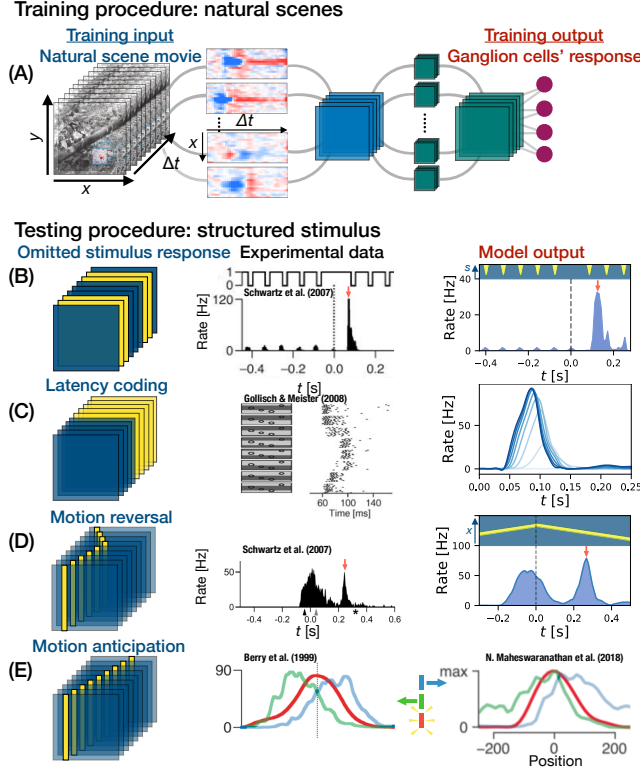 Training procedure: natural scenes
Training input
Natural scene movie
Training output
Ganglion cells' response
(A)
y
x
Δt
Δt
x
Testing procedure: structured stimulus
Omitted stimulus response
Experimental data
Model output
(B)
1
0
Schwartz et al. (2007)
120
0
Rate [Hz]
−0.4 −0.2 0.0 0.2
t [s]
s
40
20
0
Rate [Hz]
−0.4 −0.2 0.0 0.2
t [s]
Latency coding
(C)
Gollisch & Meister (2008)
60 100 140
Time [ms]
Rate [Hz]
50
0
0.00 0.05 0.10 0.15 0.20 0.25
t [s]
Motion reversal
(D)
Schwartz et al. (2007)
Rate [Hz]
50
0
-0.4 -0.2 0.0 0.2 0.4 0.6
*
t [s]
x
100
50
0
Rate [Hz]
−0.4 −0.2 0.0 0.2 0.4
t [s]
Motion anticipation
(E)
Berry et al. (1999)
90
0
N. Maheswaranathan et al. (2018)
max
0
−200 0 200
Position